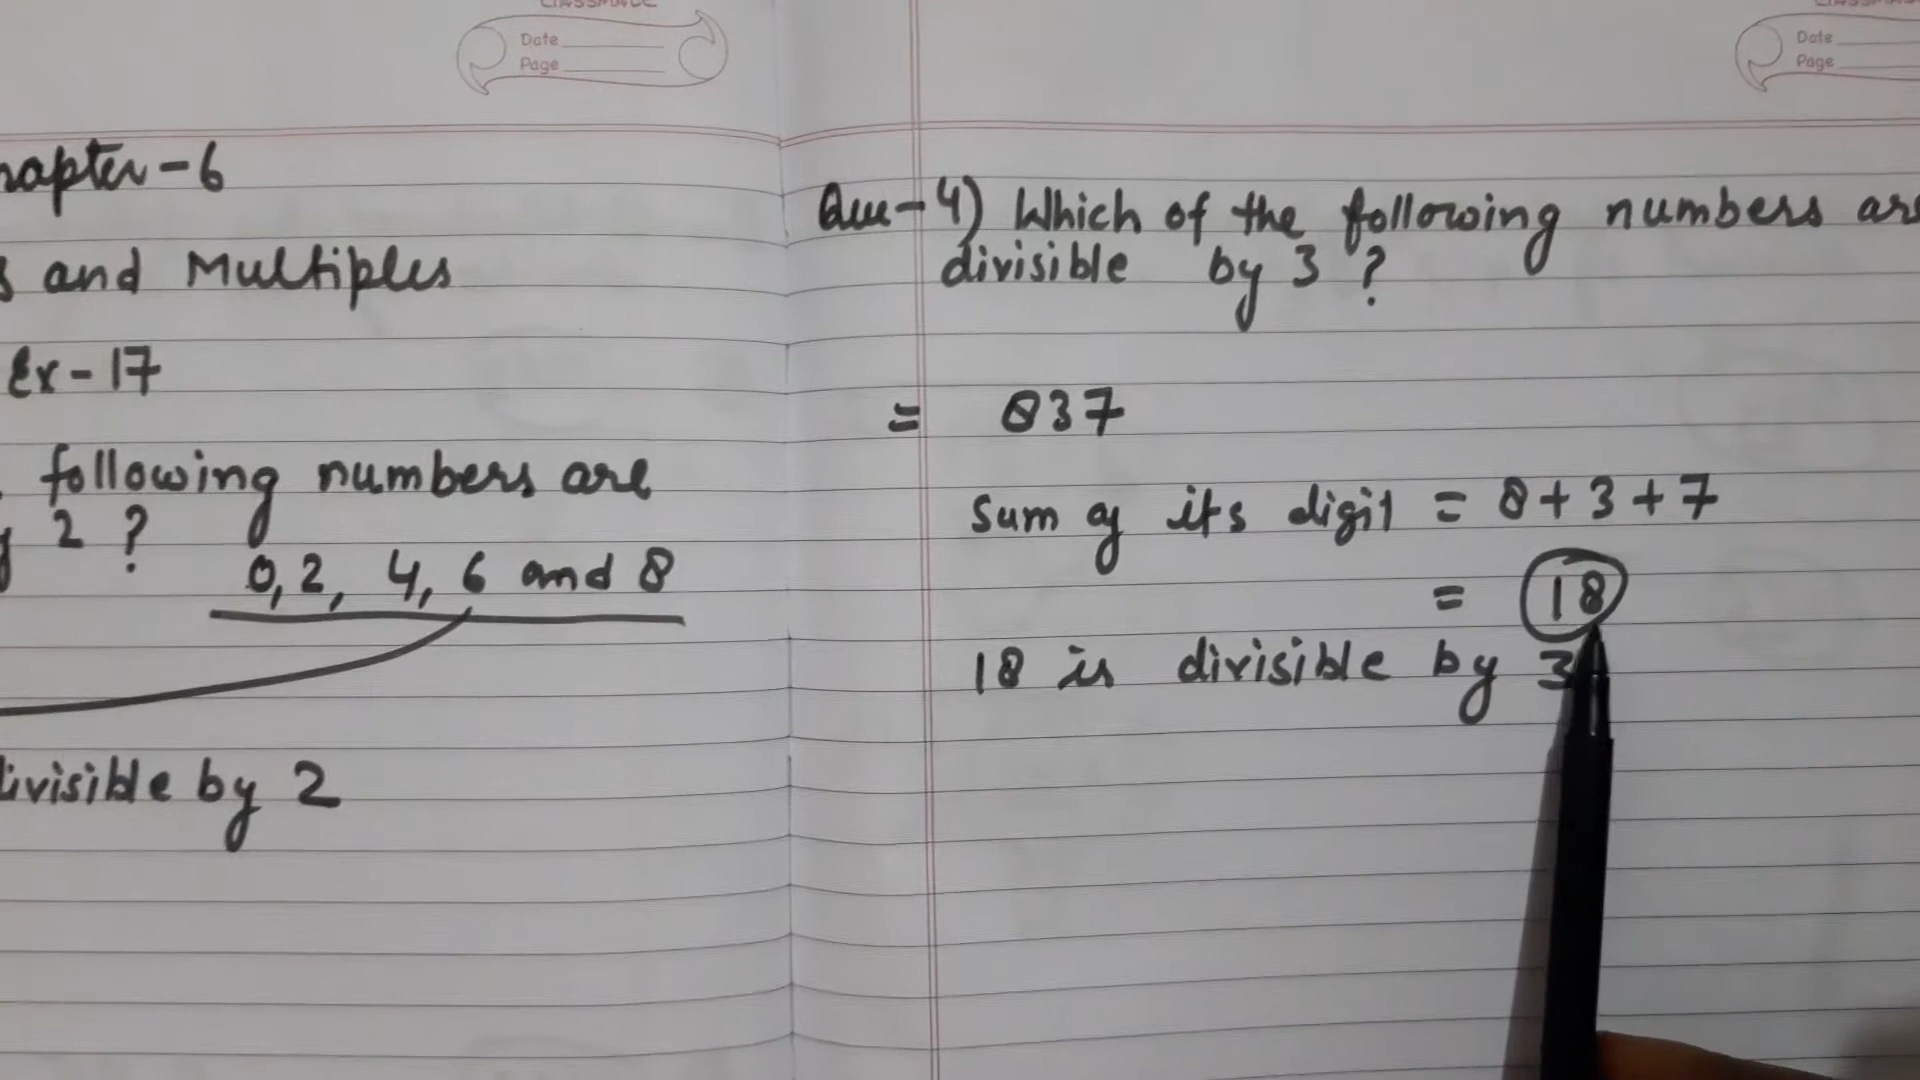 Date
Page
Chapter-6
s and Multiples
Ex-17
following numbers are
y 2 ?
0, 2, 4, 6 and 8
divisible by 2
Date
Page
Que-4) Which of the following numbers are
divisible by 3 ?
= 837
Sum of its digit = 8+3+7
= 18
18 is divisible by 3